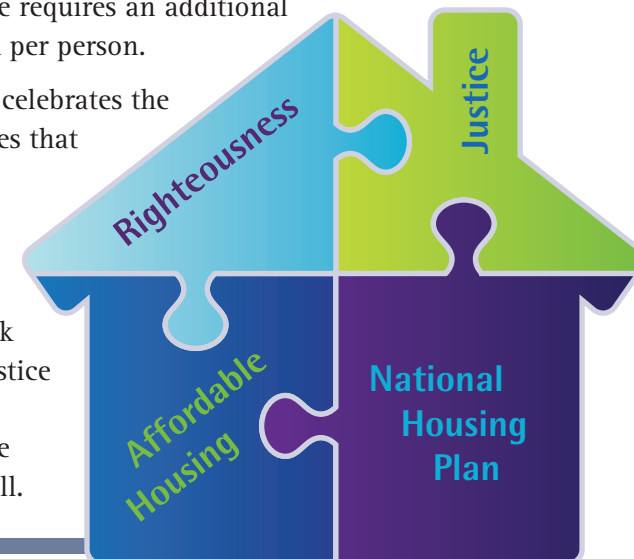 e requires an additional
per person.
celebrates the
es that
k
stice
e
ll.
Righteousness
Justice
Affordable
Housing
National
Housing
Plan